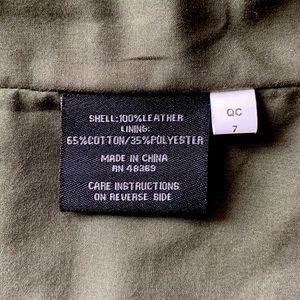 SHELL:100%LEATHER
LINING:
65%COTTON/35%POLYESTER
MADE IN CHINA
RN 48369
CARE INSTRUCTIONS
ON REVERSE SIDE
QC
7